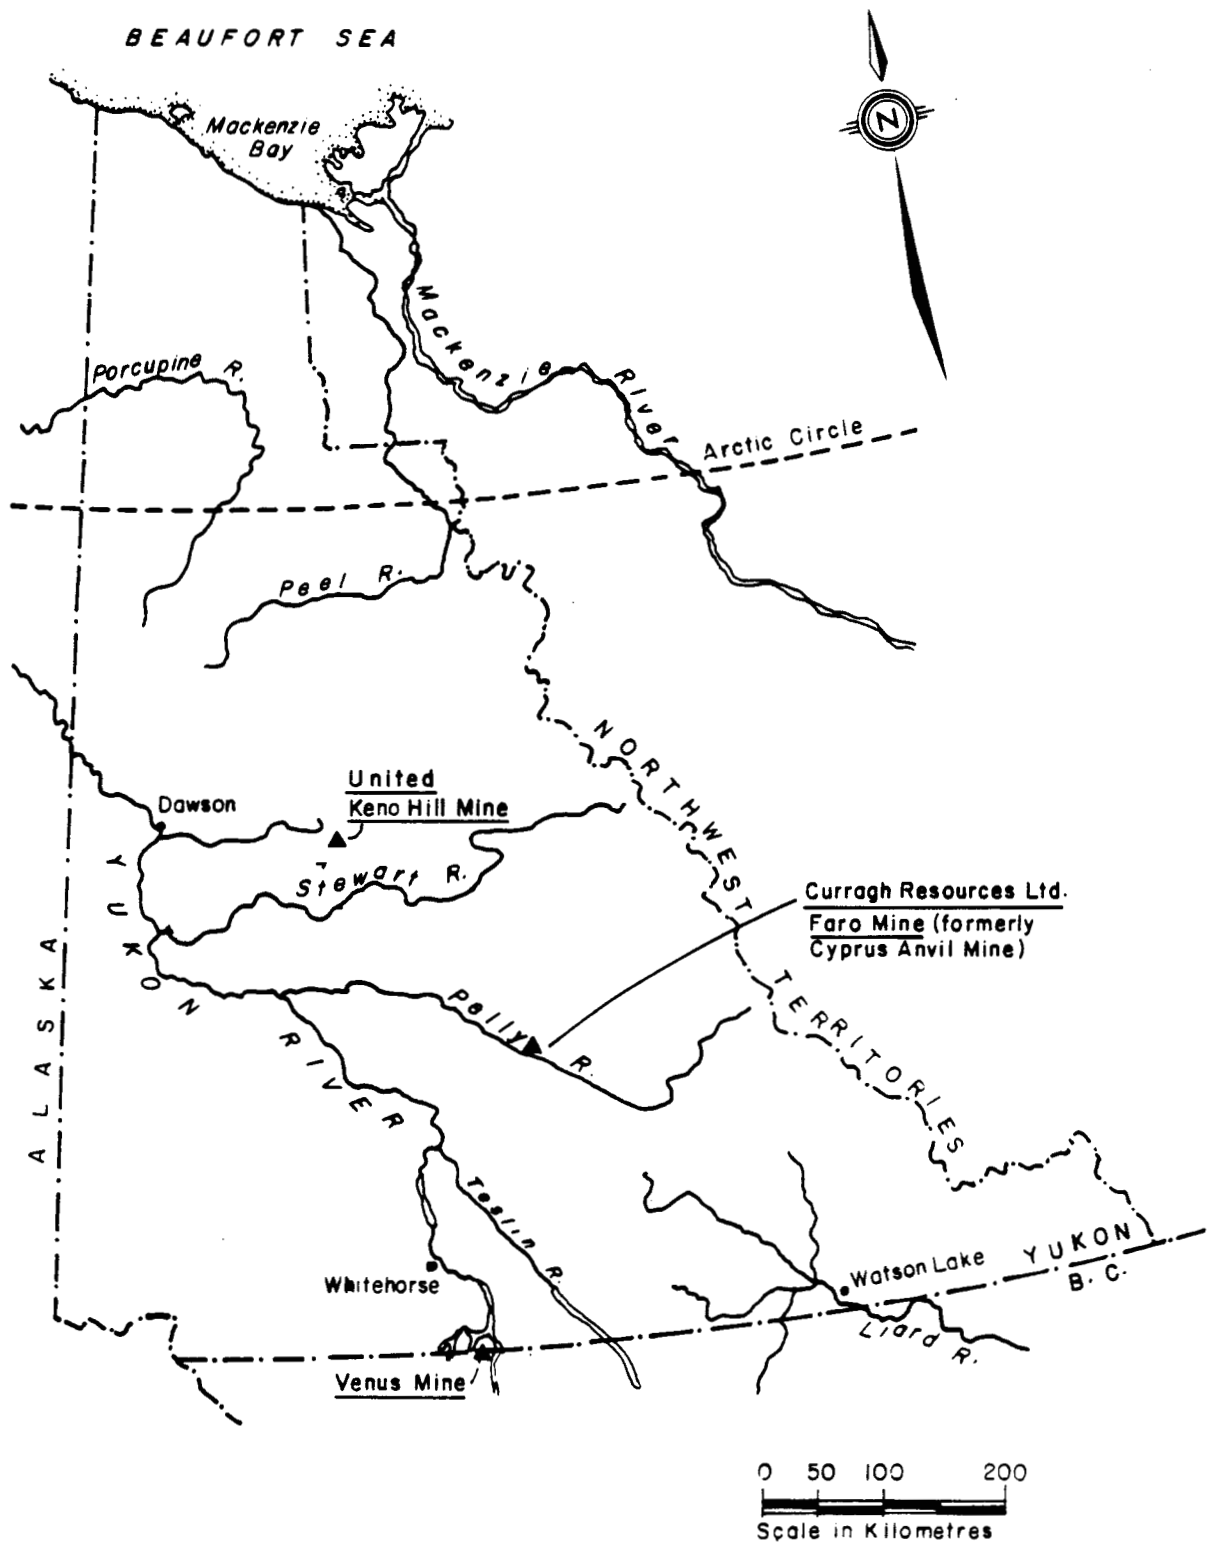 BEAUFORT SEA
Mackenzie
Bay
N
Mackenzie River
Porcupine R.
Arctic Circle
Peel R.
NORTHWEST TERRITORIES
United
Keno Hill Mine
Dawson
Stewart R.
Curragh Resources Ltd.
Faro Mine (formerly
Cyprus Anvil Mine)
YUKON RIVER
ALASKA
Pelly R.
Teslin R.
Whitehorse
Watson Lake
YUKON
B. C.
Liard R.
Venus Mine
0 50 100 200
Scale in Kilometres